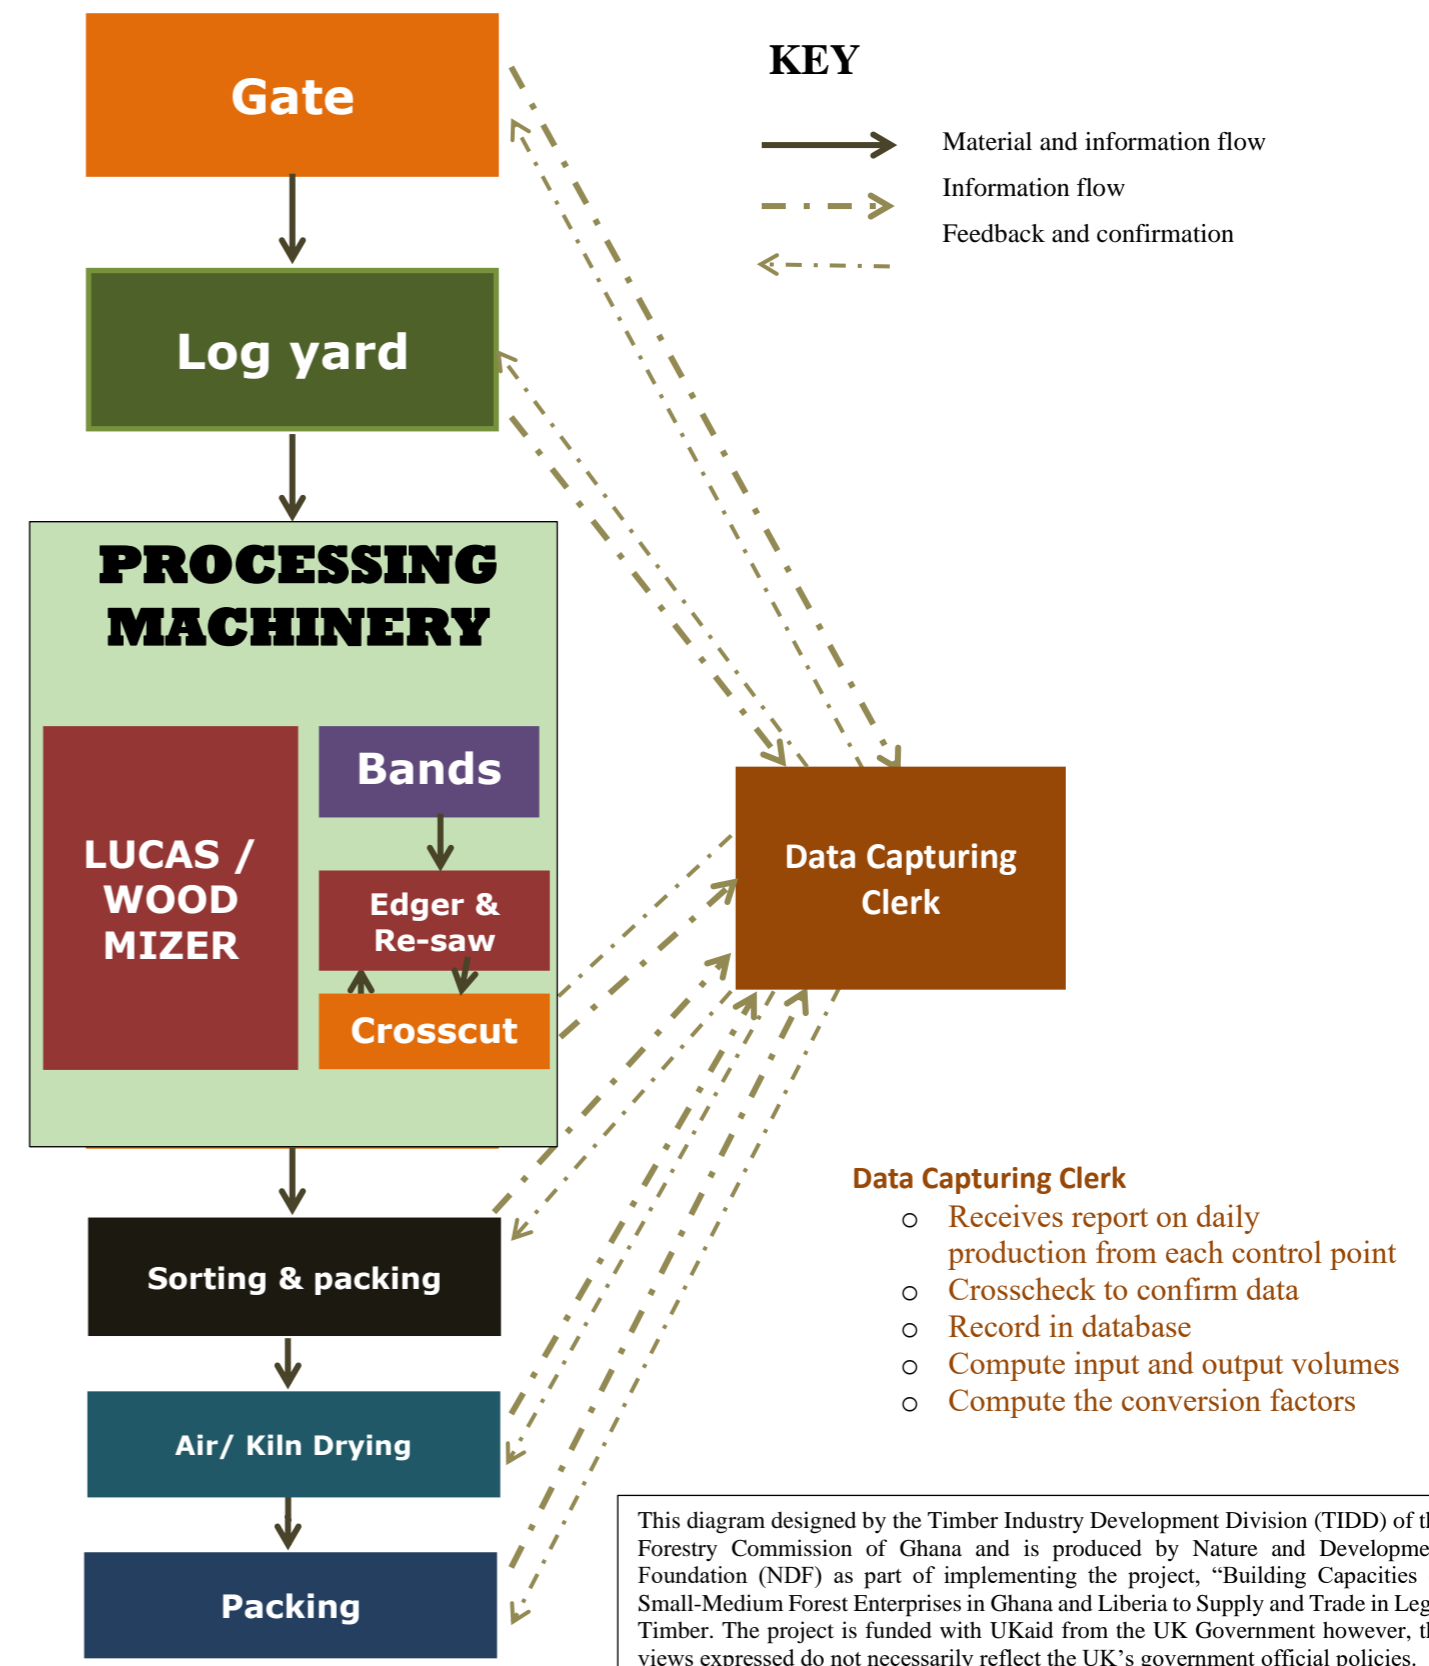 Gate
KEY
Material and information flow
Information flow
Feedback and confirmation
Log yard
PROCESSING
MACHINERY
LUCAS /
WOOD
MIZER
Bands
Edger &
Re-saw
Crosscut
Data Capturing
Clerk
Sorting & packing
Air/ Kiln Drying
Packing
Data Capturing Clerk
o Receives report on daily
production from each control point
o Crosscheck to confirm data
o Record in database
o Compute input and output volumes
o Compute the conversion factors
This diagram designed by the Timber Industry Development Division (TIDD) of
Forestry Commission of Ghana and is produced by Nature and
Foundation (NDF) as part of implementing the project, “Building Capacities
Small-Medium Forest Enterprises in Ghana and Liberia to Supply and Trade in
Timber. The project is funded with UKaid from the UK Government however,
views expressed do not necessarily reflect the UK’s government official policies.